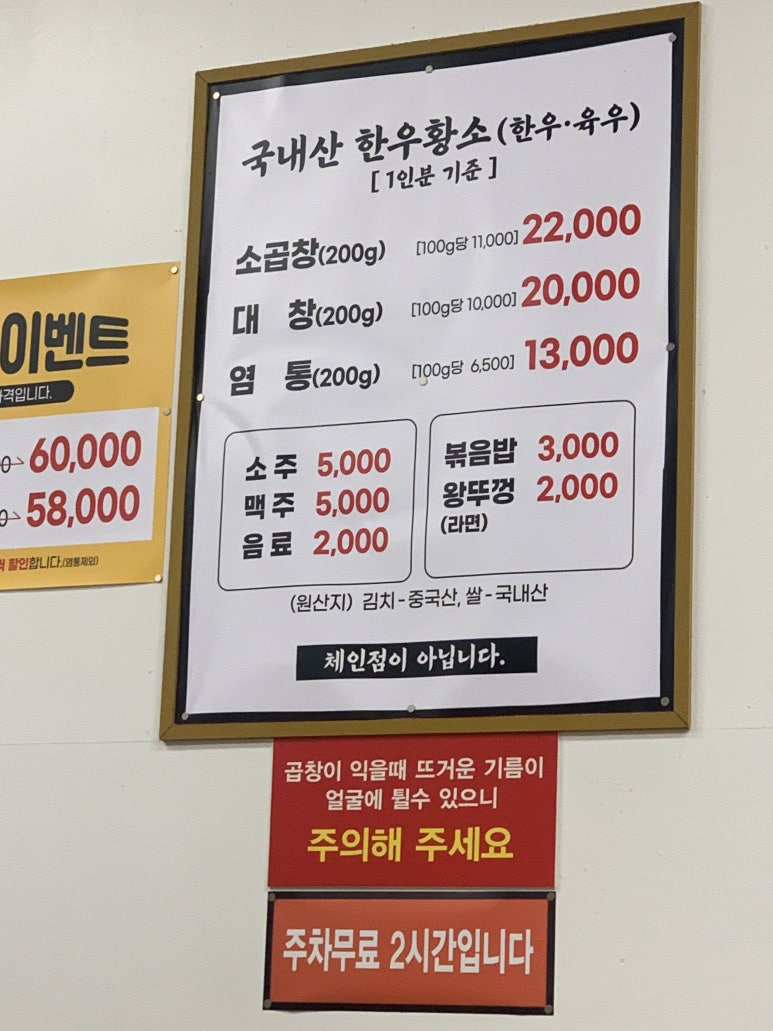 국내산 한우황소(한우·육우)
[1인분 기준]
소곱창(200g) [100g당 11,000] 22,000
대 창(200g) [100g당 10,000] 20,000
염 통(200g) [100g당 6,500] 13,000
소주 5,000
맥주 5,000
음료 2,000
볶음밥 3,000
왕뚜껑 2,000
(라면)
(원산지) 김치-중국산, 쌀-국내산
체인점이 아닙니다.
이벤트
가격입니다.
60,000
58,000
할인합니다.(염통제외)
곱창이 익을때 뜨거운 기름이
얼굴에 튈수 있으니
주의해 주세요
주차무료 2시간입니다